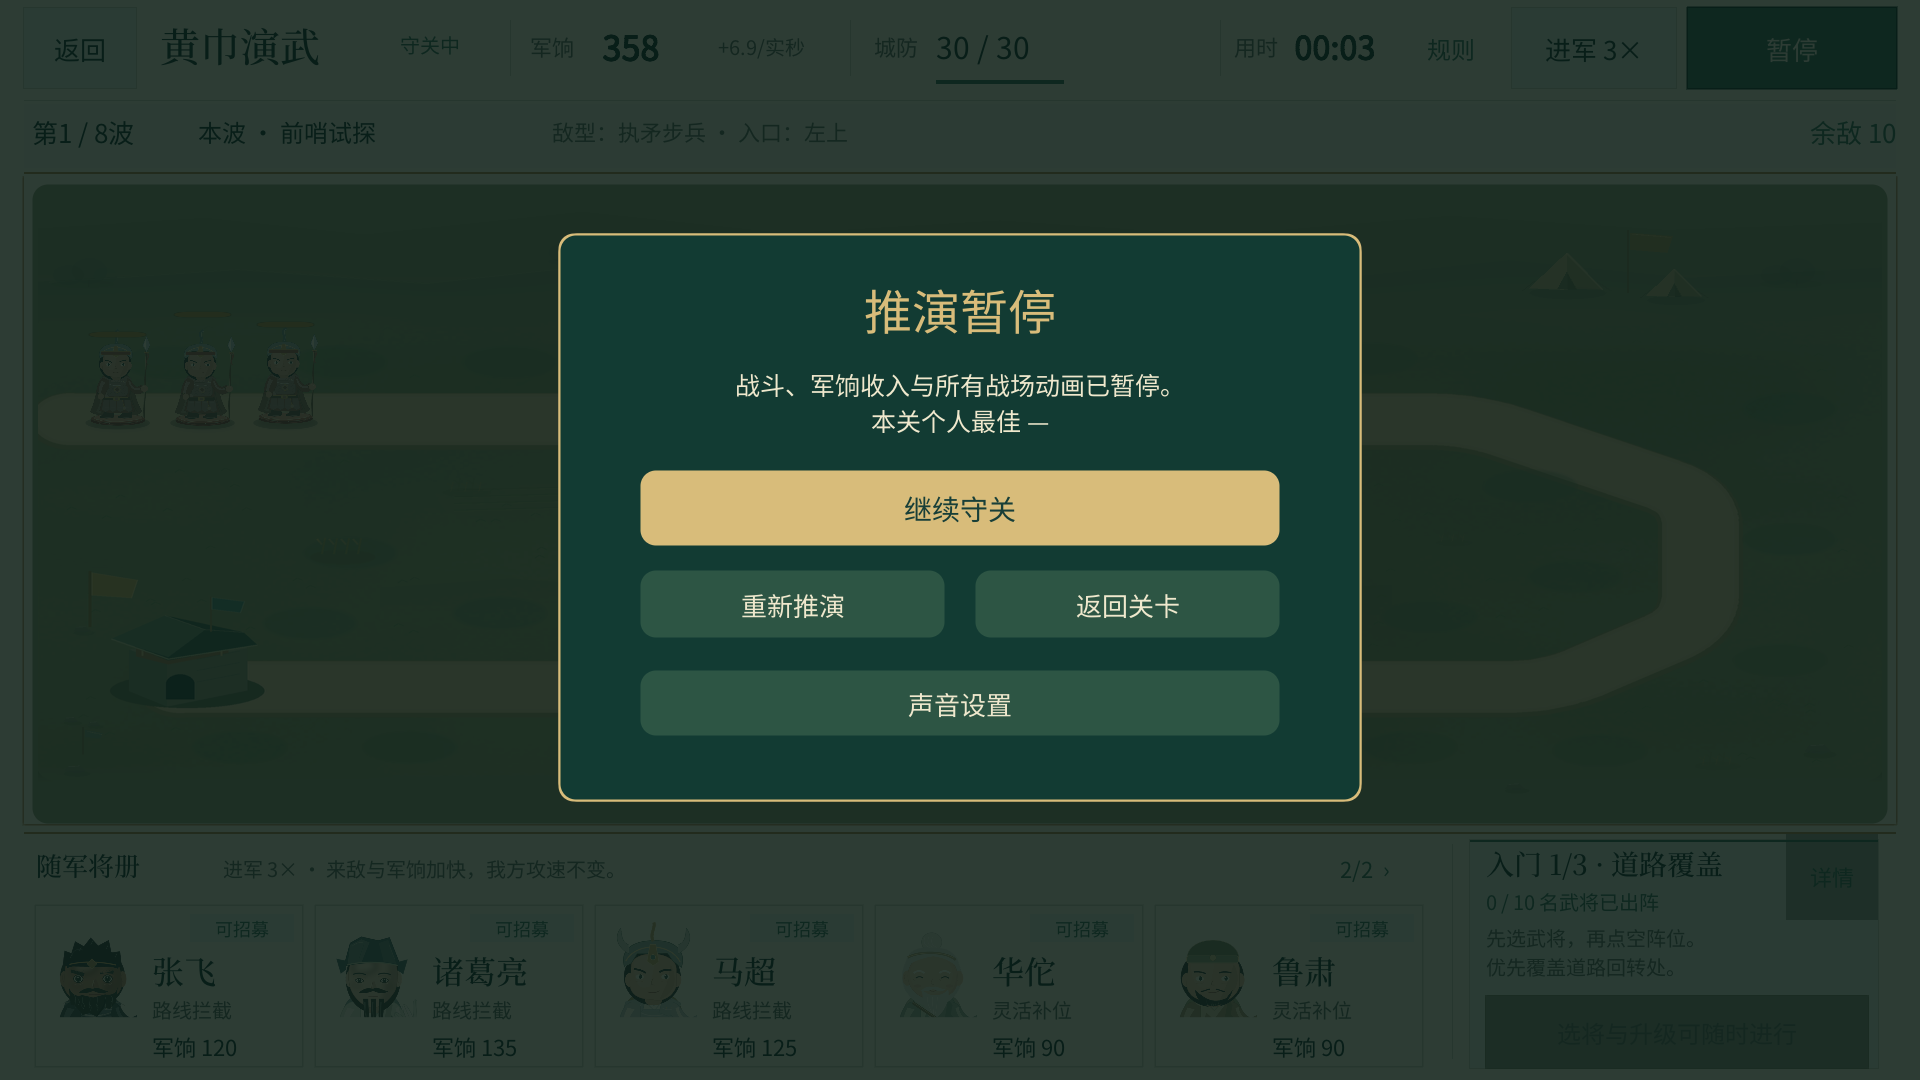 返回
黄巾演武
守关中
军饷 358
+6.9/实秒
城防 30 / 30
用时 00:03
规则
进军 3×
暂停
第1 / 8波
本波 · 前哨试探
敌型：执矛步兵 · 入口：左上
余敌 10
推演暂停
战斗、军饷收入与所有战场动画已暂停。
本关个人最佳 —
继续守关
重新推演
返回关卡
声音设置
随军将册
进军 3× · 来敌与军饷加快，我方攻速不变。
2/2 ›
可招募
张飞
路线拦截
军饷 120
可招募
诸葛亮
路线拦截
军饷 135
可招募
马超
路线拦截
军饷 125
可招募
华佗
灵活补位
军饷 90
可招募
鲁肃
灵活补位
军饷 90
入门 1/3 · 道路覆盖
详情
0 / 10 名武将已出阵
先选武将，再点空阵位。
优先覆盖道路回转处。
选将与升级可随时进行